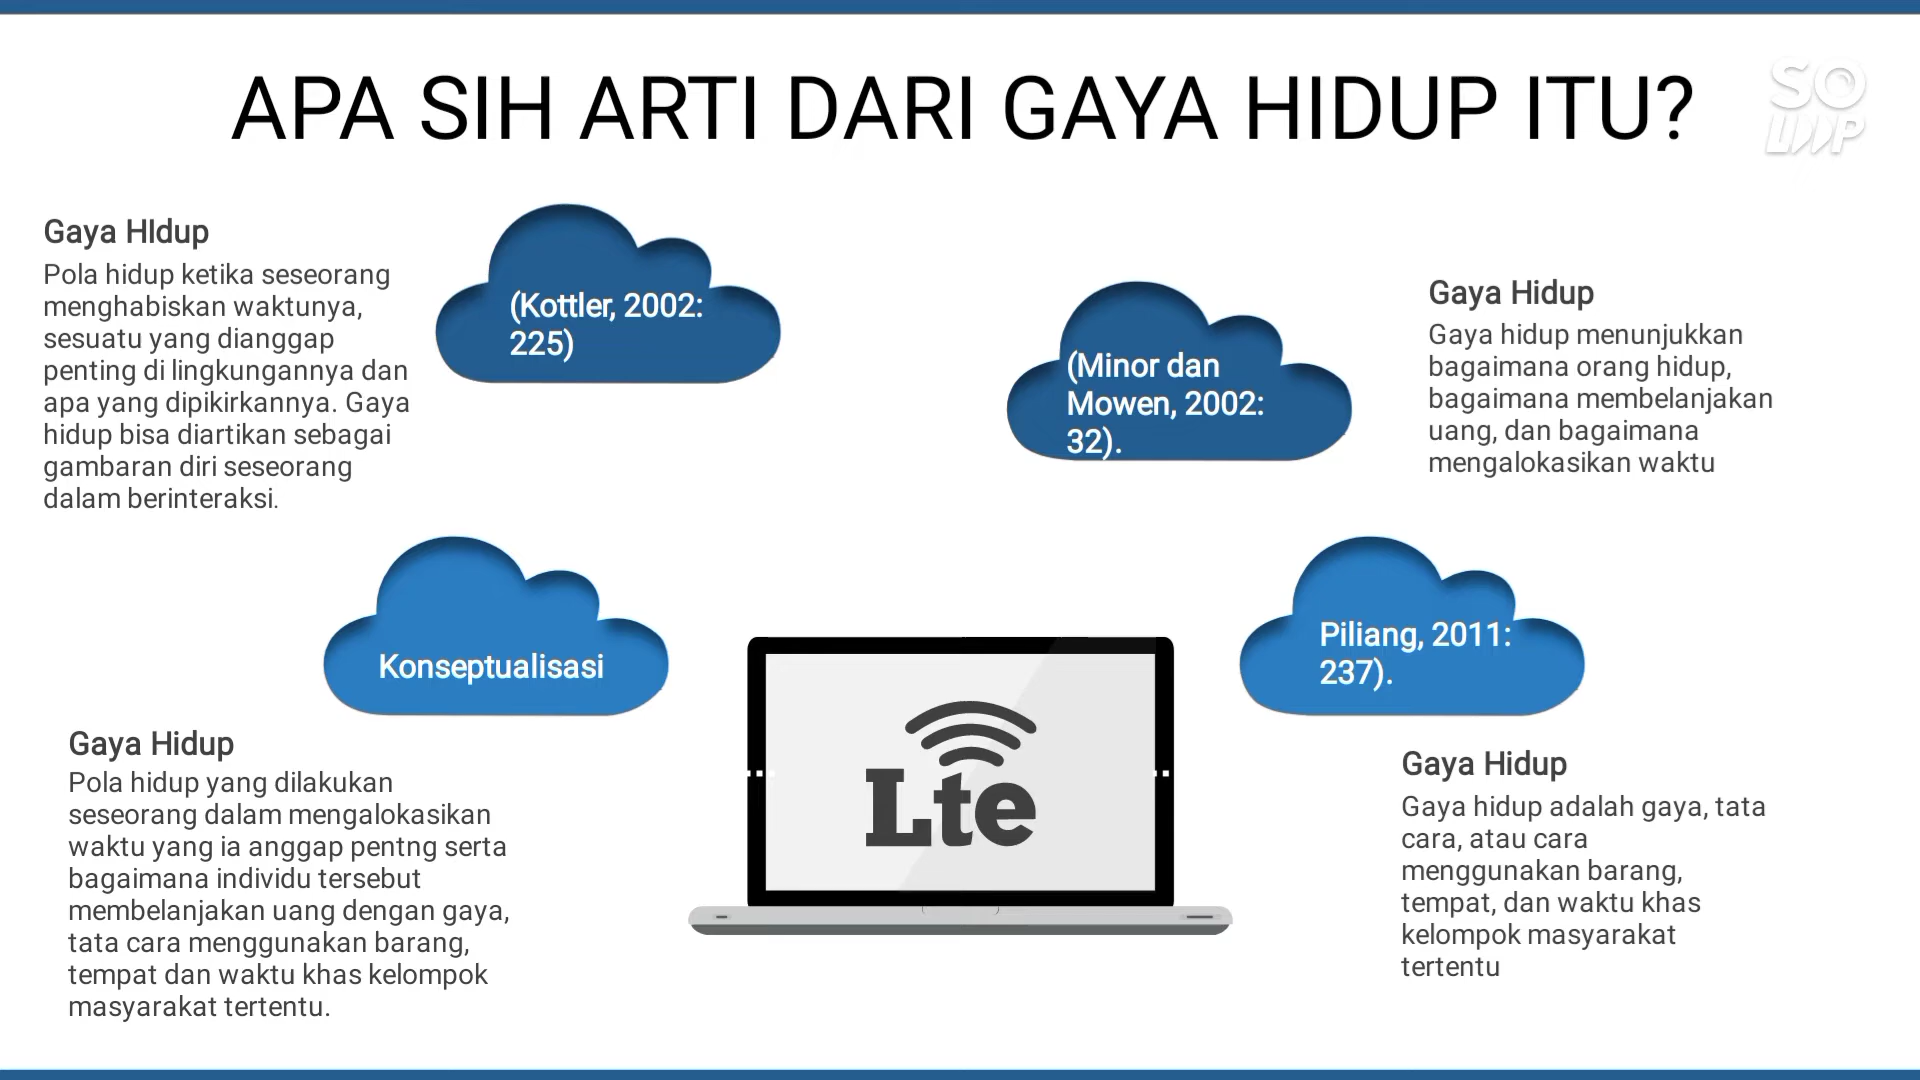 APA SIH ARTI DARI GAYA HIDUP ITU?
SO
UMP
Gaya HIdup
Pola hidup ketika seseorang
menghabiskan waktunya,
sesuatu yang dianggap
penting di lingkungannya dan
apa yang dipikirkannya. Gaya
hidup bisa diartikan sebagai
gambaran diri seseorang
dalam berinteraksi.
(Kottler, 2002:
225)
(Minor dan
Mowen, 2002:
32).
Gaya Hidup
Gaya hidup menunjukkan
bagaimana orang hidup,
bagaimana membelanjakan
uang, dan bagaimana
mengalokasikan waktu
Konseptualisasi
Gaya Hidup
Pola hidup yang dilakukan
seseorang dalam mengalokasikan
waktu yang ia anggap pentng serta
bagaimana individu tersebut
membelanjakan uang dengan gaya,
tata cara menggunakan barang,
tempat dan waktu khas kelompok
masyarakat tertentu.
Lte
Piliang, 2011:
237).
Gaya Hidup
Gaya hidup adalah gaya, tata
cara, atau cara
menggunakan barang,
tempat, dan waktu khas
kelompok masyarakat
tertentu